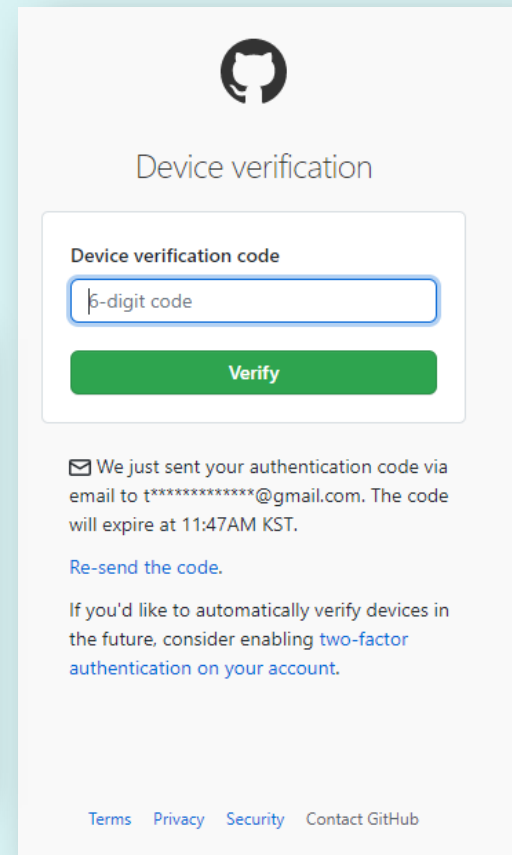 Device verification
Device verification code
6-digit code
Verify
We just sent your authentication code via
email to t*************@gmail.com. The code
will expire at 11:47AM KST.
Re-send the code.
If you'd like to automatically verify devices in
the future, consider enabling two-factor
authentication on your account.
Terms Privacy Security Contact GitHub